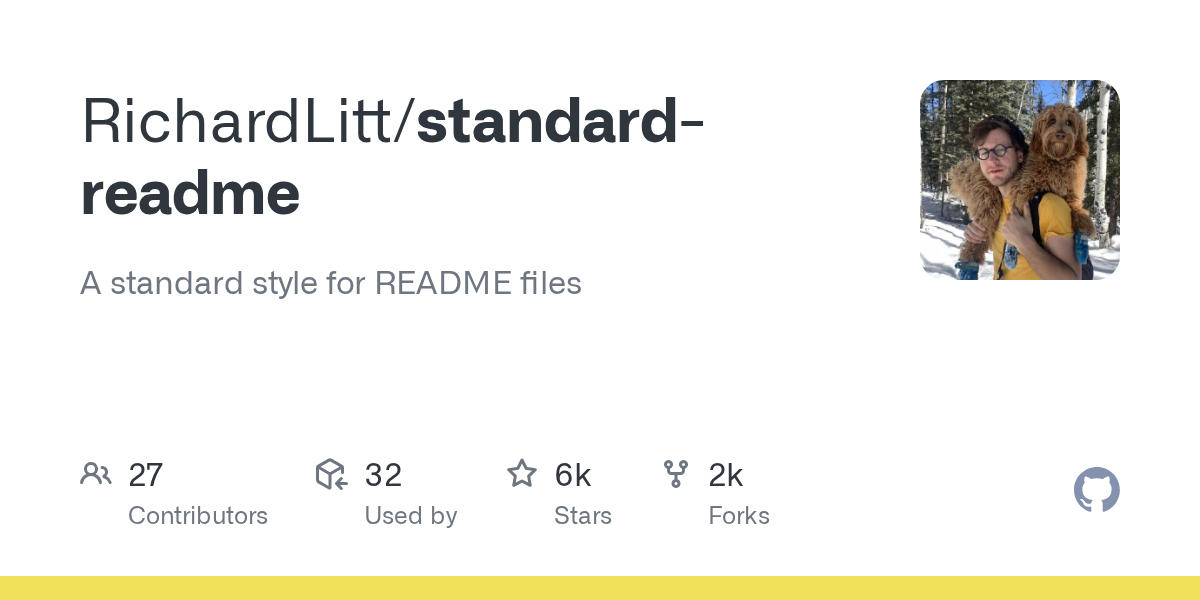 RichardLitt/standard-
readme
A standard style for README files
27
Contributors
32
Used by
6k
Stars
2k
Forks